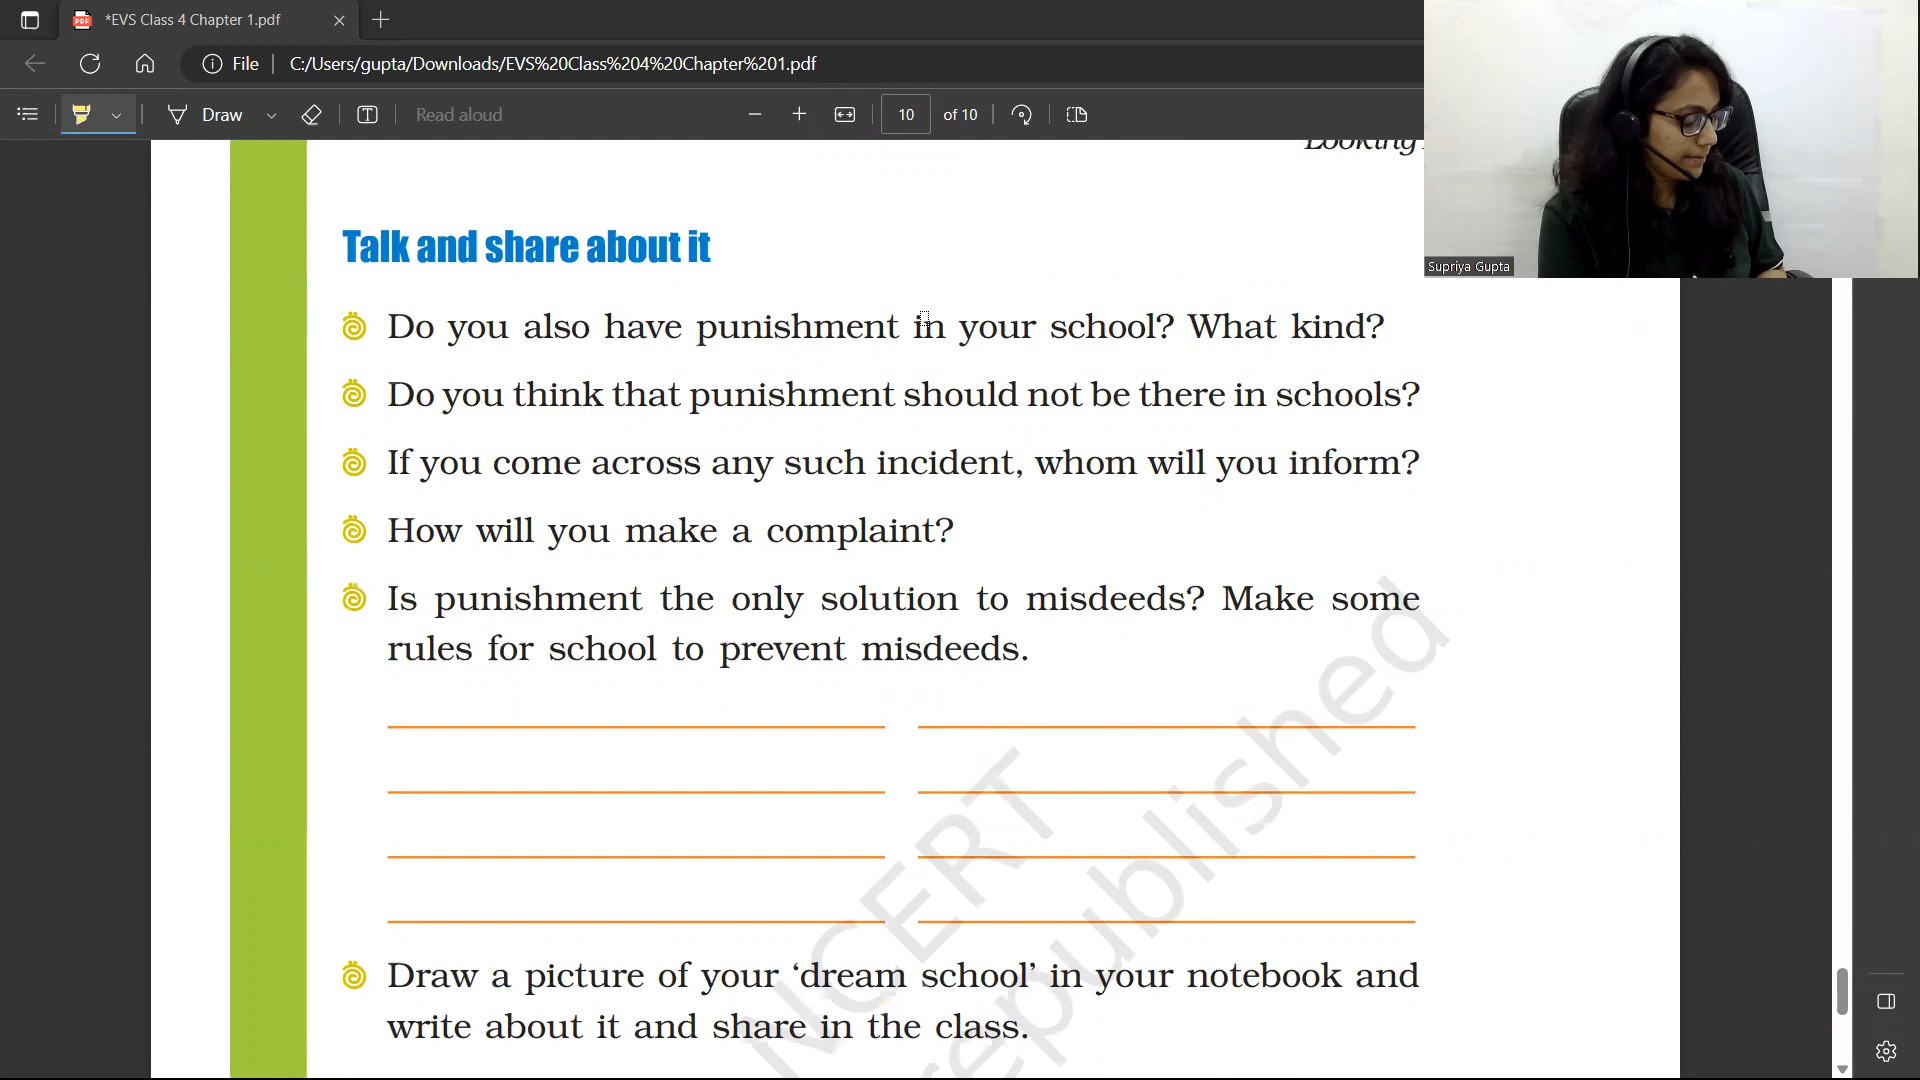 *EVS Class 4 Chapter 1.pdf
File
C:/Users/gupta/Downloads/EVS%20Class%204%20Chapter%201.pdf
Draw
Read aloud
10
of 10
Looking
Supriya Gupta
Talk and share about it
Do you also have punishment in your school? What kind?
Do you think that punishment should not be there in schools?
If you come across any such incident, whom will you inform?
How will you make a complaint?
Is punishment the only solution to misdeeds? Make some
rules for school to prevent misdeeds.
NCERT
republished
Draw a picture of your ‘dream school’ in your notebook and
write about it and share in the class.